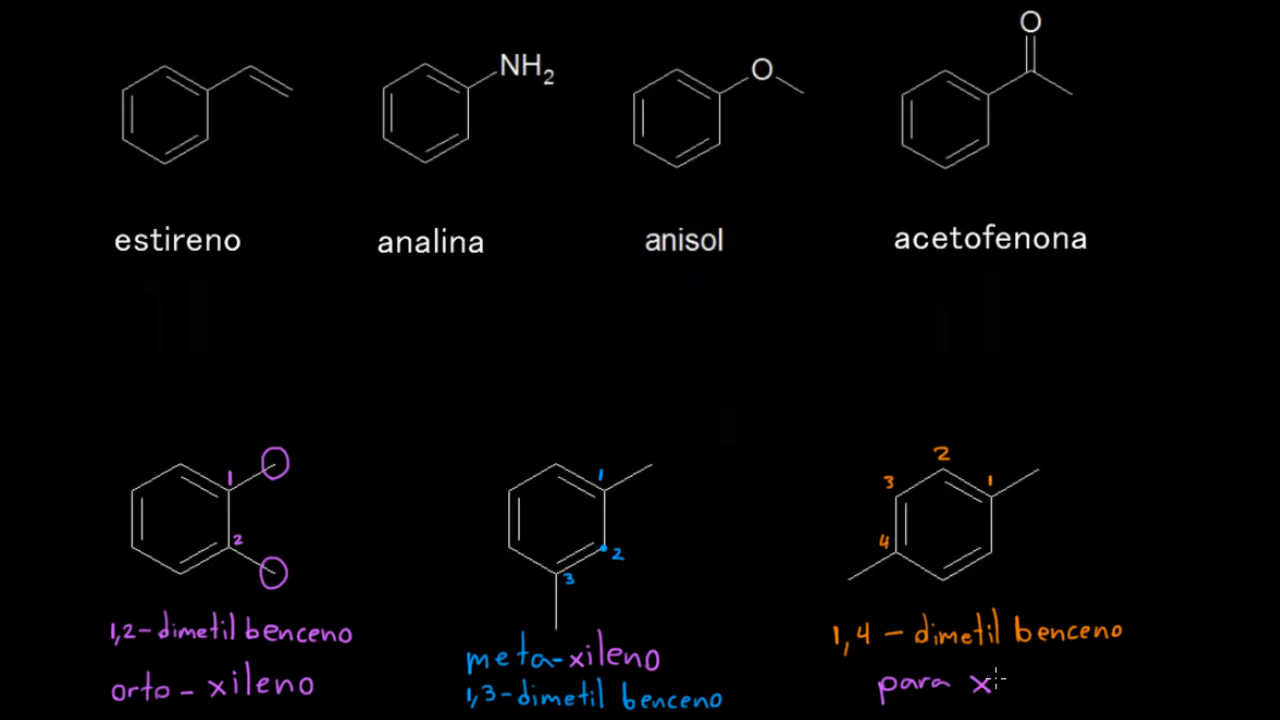 O
NH2
O
estireno
analina
anisol
acetofenona
1
2
1
2
3
2
3
1
4
1,2-dimetil benceno
orto - xileno
meta-xileno
1,3-dimetil benceno
1,4 - dimetil benceno
para x